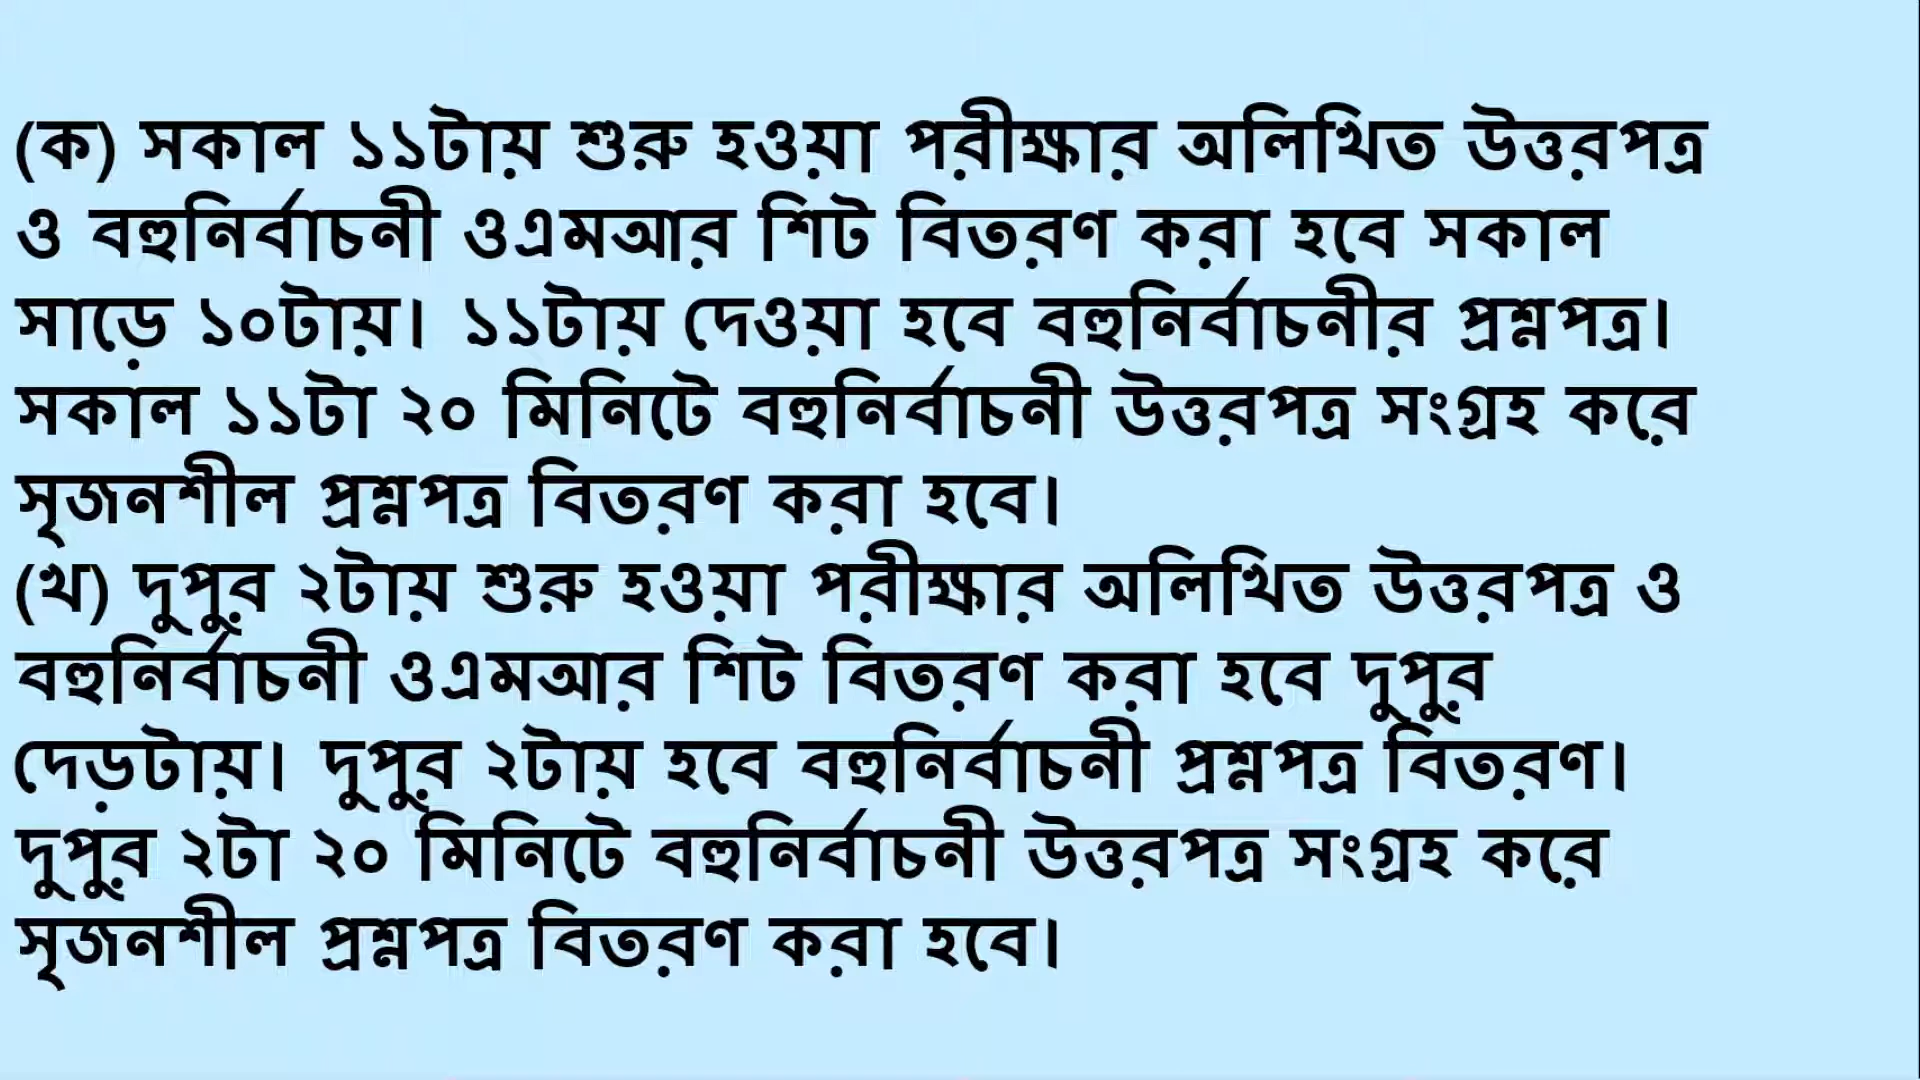 (ক) সকাল ১১টায় শুরু হওয়া পরীক্ষার অলিখিত উত্তরপত্র
ও বহুনির্বাচনী ওএমআর শিট বিতরণ করা হবে সকাল
সাড়ে ১০টায়। ১১টায় দেওয়া হবে বহুনির্বাচনীর প্রশ্নপত্র।
সকাল ১১টা ২০ মিনিটে বহুনির্বাচনী উত্তরপত্র সংগ্রহ করে
সৃজনশীল প্রশ্নপত্র বিতরণ করা হবে।
(খ) দুপুর ২টায় শুরু হওয়া পরীক্ষার অলিখিত উত্তরপত্র ও
বহুনির্বাচনী ওএমআর শিট বিতরণ করা হবে দুপুর
দেড়টায়। দুপুর ২টায় হবে বহুনির্বাচনী প্রশ্নপত্র বিতরণ।
দুপুর ২টা ২০ মিনিটে বহুনির্বাচনী উত্তরপত্র সংগ্রহ করে
সৃজনশীল প্রশ্নপত্র বিতরণ করা হবে।